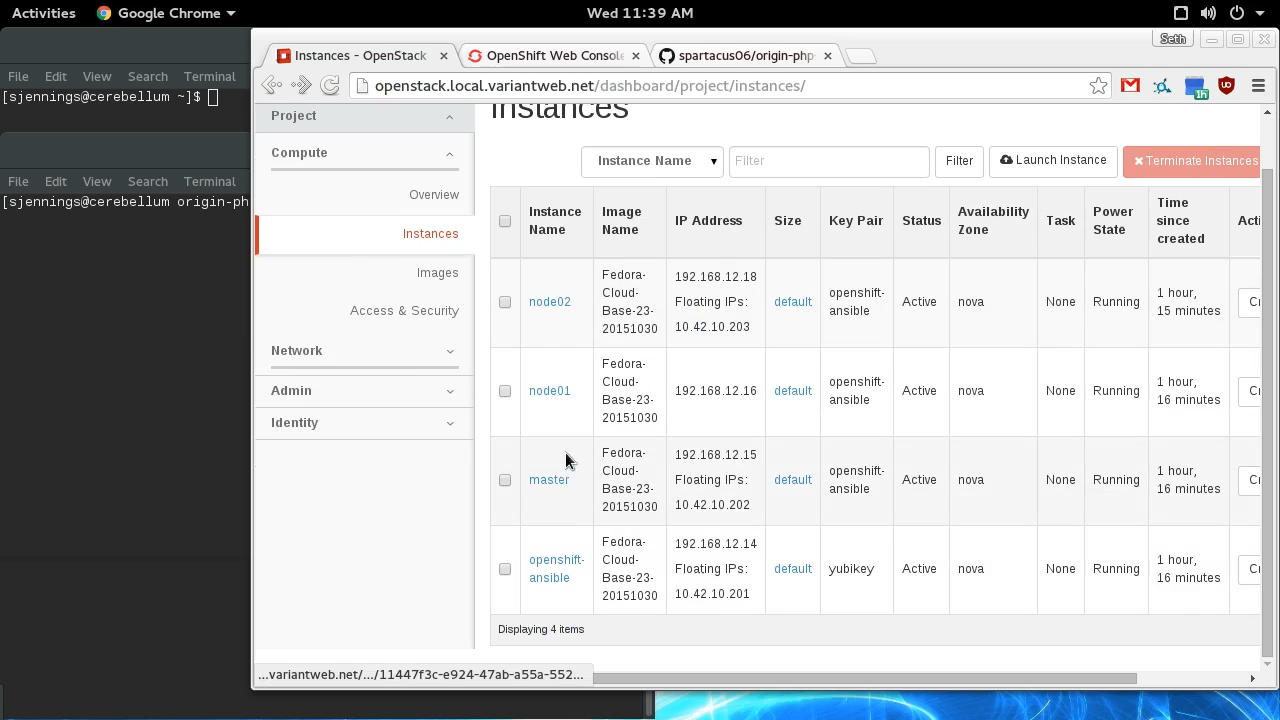 Activities Google Chrome Wed 11:39 AM
Seth
Instances - OpenStack OpenShift Web Console spartacus06/origin-php
openstack.local.variantweb.net/dashboard/project/instances/
1h
File Edit View Search Terminal
[sjennings@cerebellum ~]$
File Edit View Search Terminal
[sjennings@cerebellum origin-ph
Project
Compute
Overview
Instances
Images
Access & Security
Network
Admin
Identity
Instances
Instance Name Filter Filter Launch Instance Terminate Instances
Instance Name Image Name IP Address Size Key Pair Status Availability Zone Task Power State Time since created Acti
node02 Fedora-Cloud-Base-23-20151030 192.168.12.18 Floating IPs: 10.42.10.203 default openshift-ansible Active nova None Running 1 hour, 15 minutes Cr
node01 Fedora-Cloud-Base-23-20151030 192.168.12.16 default openshift-ansible Active nova None Running 1 hour, 16 minutes Cr
master Fedora-Cloud-Base-23-20151030 192.168.12.15 Floating IPs: 10.42.10.202 default openshift-ansible Active nova None Running 1 hour, 16 minutes Cr
openshift-ansible Fedora-Cloud-Base-23-20151030 192.168.12.14 Floating IPs: 10.42.10.201 default yubikey Active nova None Running 1 hour, 16 minutes Cr
Displaying 4 items
...variantweb.net/.../11447f3c-e924-47ab-a55a-552...